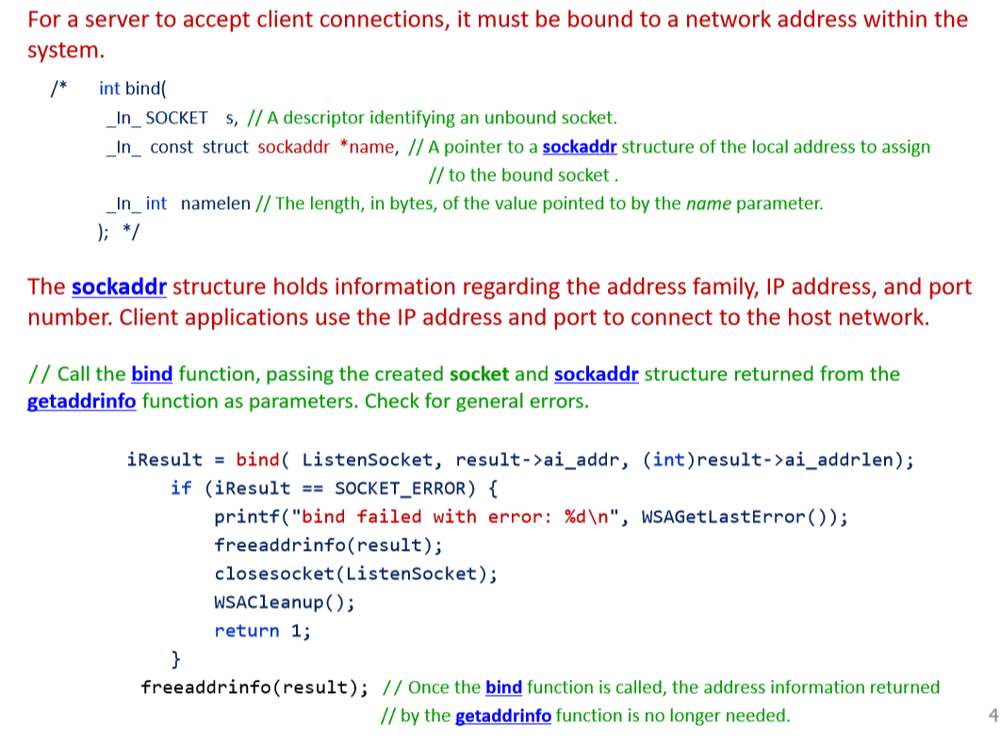 For a server to accept client connections, it must be bound to a network address within the
system.
/* int bind(
_In_ SOCKET s, // A descriptor identifying an unbound socket.
_In_ const struct sockaddr *name, // A pointer to a sockaddr structure of the local address to assign
// to the bound socket .
_In_ int namelen // The length, in bytes, of the value pointed to by the name parameter.
); */
The sockaddr structure holds information regarding the address family, IP address, and port
number. Client applications use the IP address and port to connect to the host network.
// Call the bind function, passing the created socket and sockaddr structure returned from the
getaddrinfo function as parameters. Check for general errors.
iResult = bind( ListenSocket, result->ai_addr, (int)result->ai_addrlen);
if (iResult == SOCKET_ERROR) {
printf("bind failed with error: %d\n", WSAGetLastError());
freeaddrinfo(result);
closesocket(ListenSocket);
WSACleanup();
return 1;
}
freeaddrinfo(result); // Once the bind function is called, the address information returned
// by the getaddrinfo function is no longer needed.
4